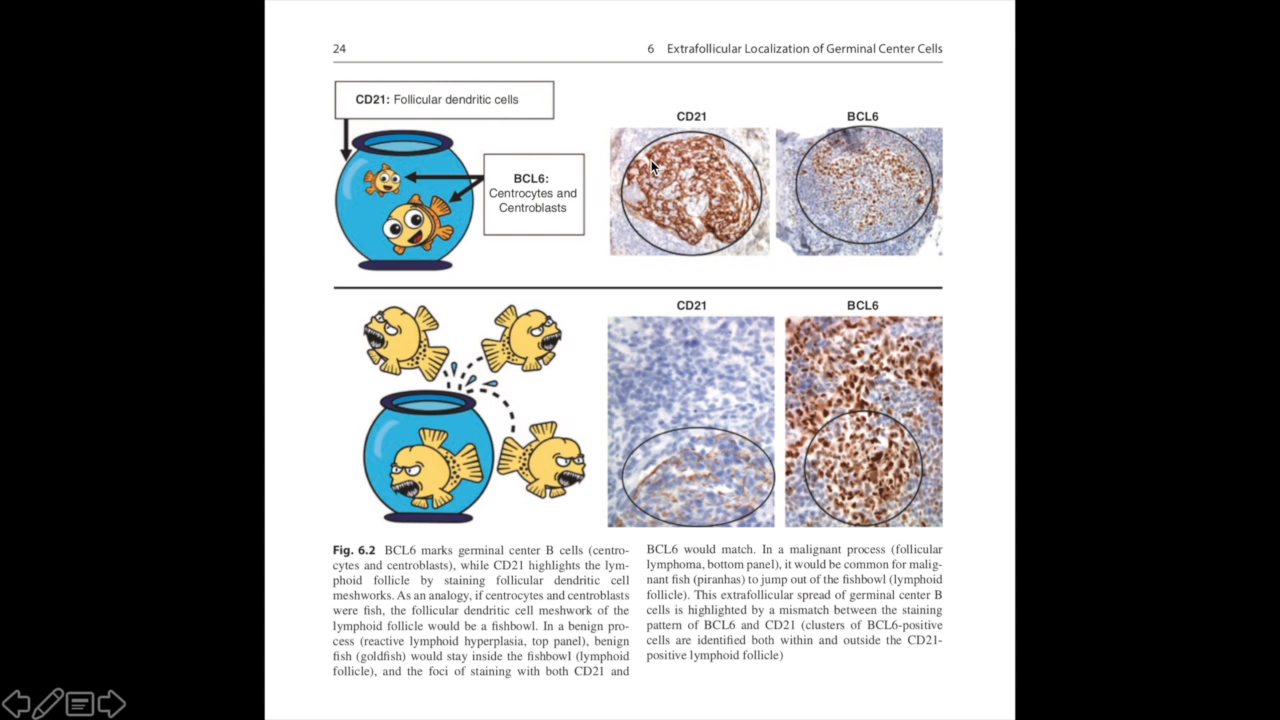 24
6 Extrafollicular Localization of Germinal Center Cells
CD21: Follicular dendritic cells
BCL6:
Centrocytes and
Centroblasts
CD21
BCL6
CD21
BCL6
Fig. 6.2 BCL6 marks germinal center B cells (centro-
cytes and centroblasts), while CD21 highlights the lym-
phoid follicle by staining follicular dendritic cell
meshworks. As an analogy, if centrocytes and centroblasts
were fish, the follicular dendritic cell meshwork of the
lymphoid follicle would be a fishbowl. In a benign pro-
cess (reactive lymphoid hyperplasia, top panel), benign
fish (goldfish) would stay inside the fishbowl (lymphoid
follicle), and the foci of staining with both CD21 and
BCL6 would match. In a malignant process (follicular
lymphoma, bottom panel), it would be common for malig-
nant fish (piranhas) to jump out of the fishbowl (lymphoid
follicle). This extrafollicular spread of germinal center B
cells is highlighted by a mismatch between the staining
pattern of BCL6 and CD21 (clusters of BCL6-positive
cells are identified both within and outside the CD21-
positive lymphoid follicle)